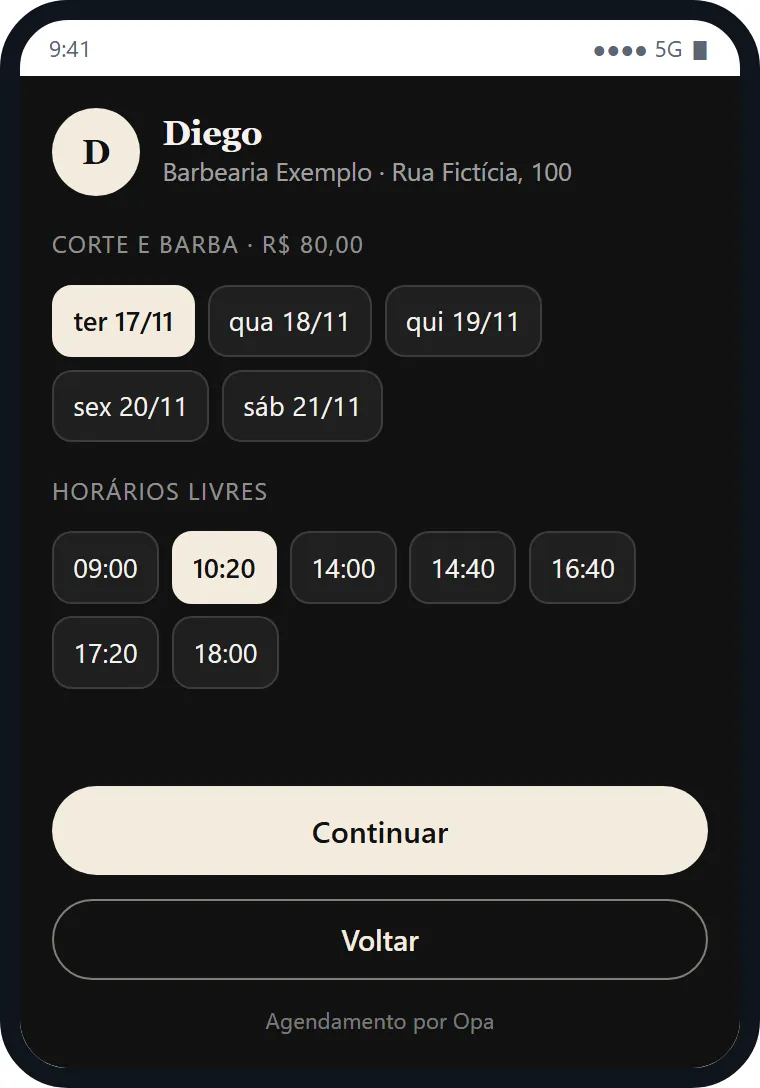 9:41 ●●●● 5G
D
Diego
Barbearia Exemplo · Rua Fictícia, 100
CORTE E BARBA · R$ 80,00
ter 17/11 qua 18/11 qui 19/11
sex 20/11 sáb 21/11
HORÁRIOS LIVRES
09:00 10:20 14:00 14:40 16:40
17:20 18:00
Continuar
Voltar
Agendamento por Opa